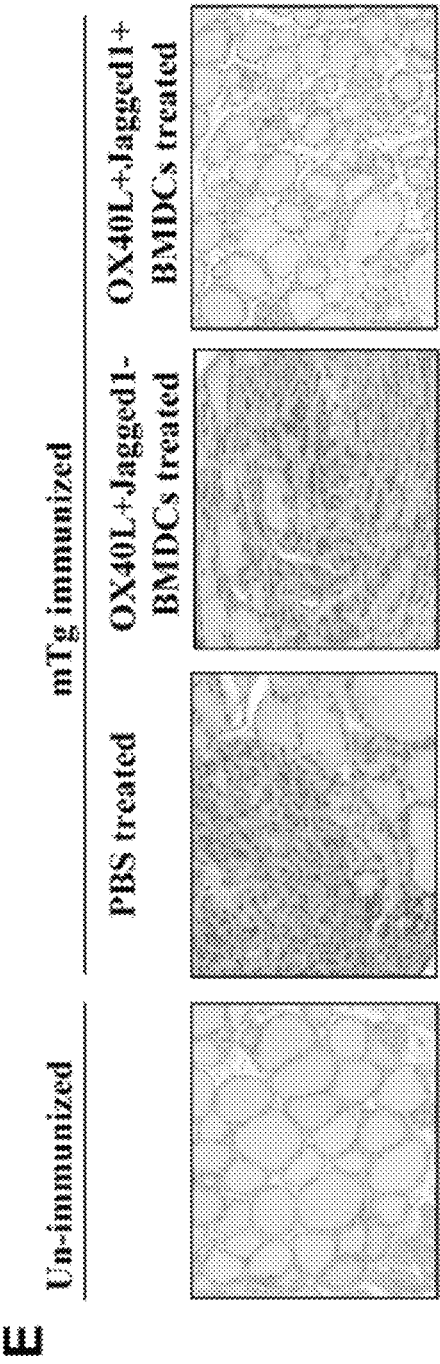 E
Un-immunized
mTg immunized
PBS treated
OX40L+Jagged1-
BMDCs treated
OX40L+Jagged1+
BMDCs treated